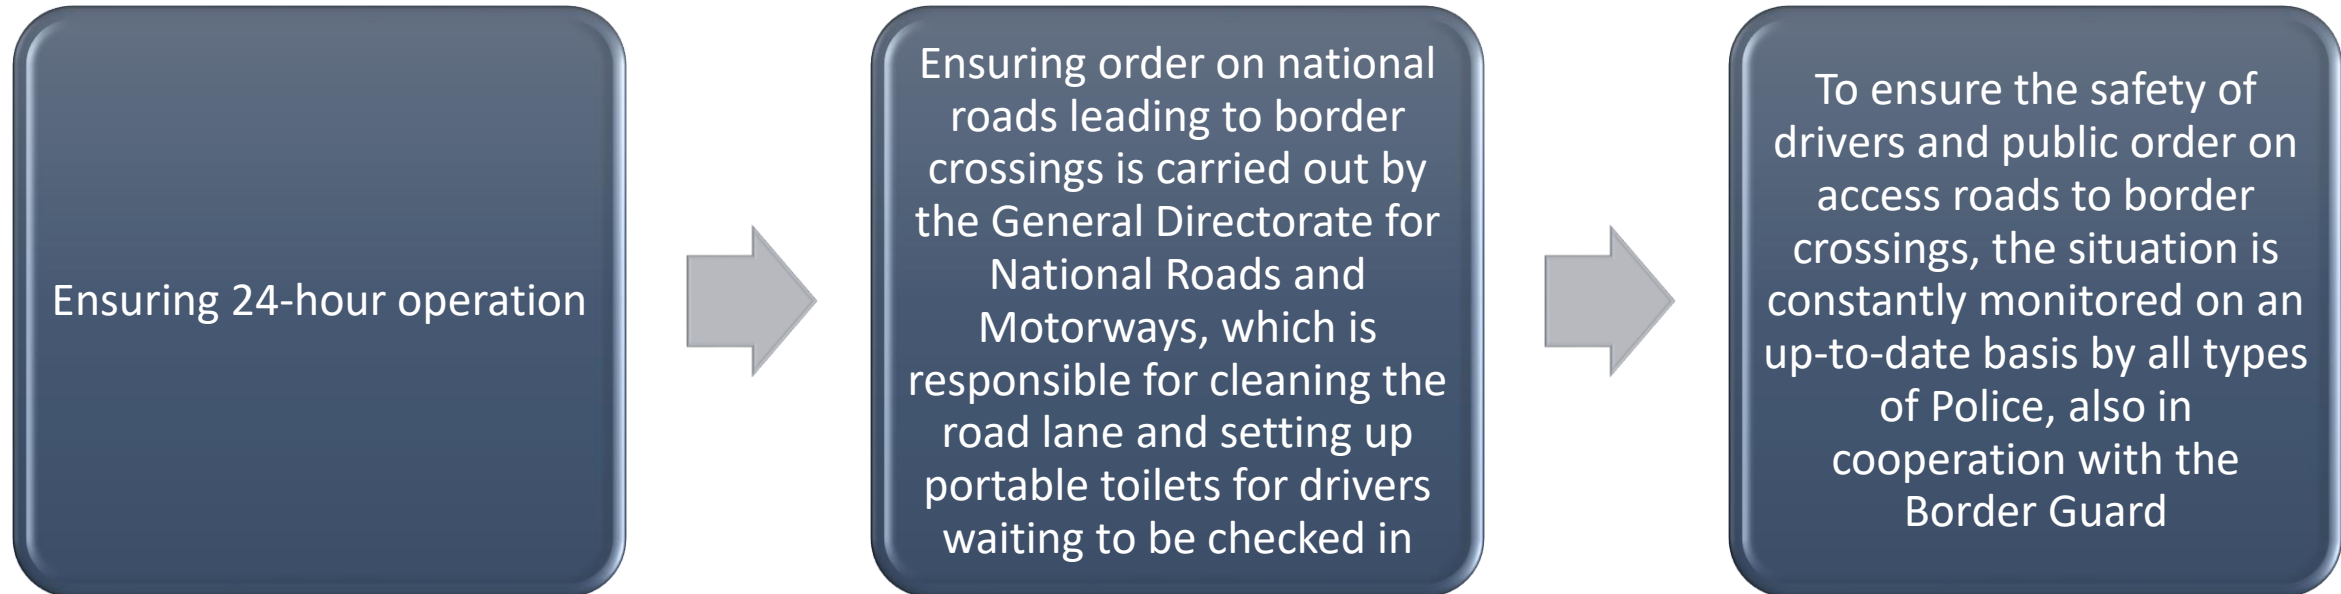 Ensuring 24-hour operation
Ensuring order on national
roads leading to border
crossings is carried out by
the General Directorate for
National Roads and
Motorways, which is
responsible for cleaning the
road lane and setting up
portable toilets for drivers
waiting to be checked in
To ensure the safety of
drivers and public order on
access roads to border
crossings, the situation is
constantly monitored on an
up-to-date basis by all types
of Police, also in
cooperation with the
Border Guard